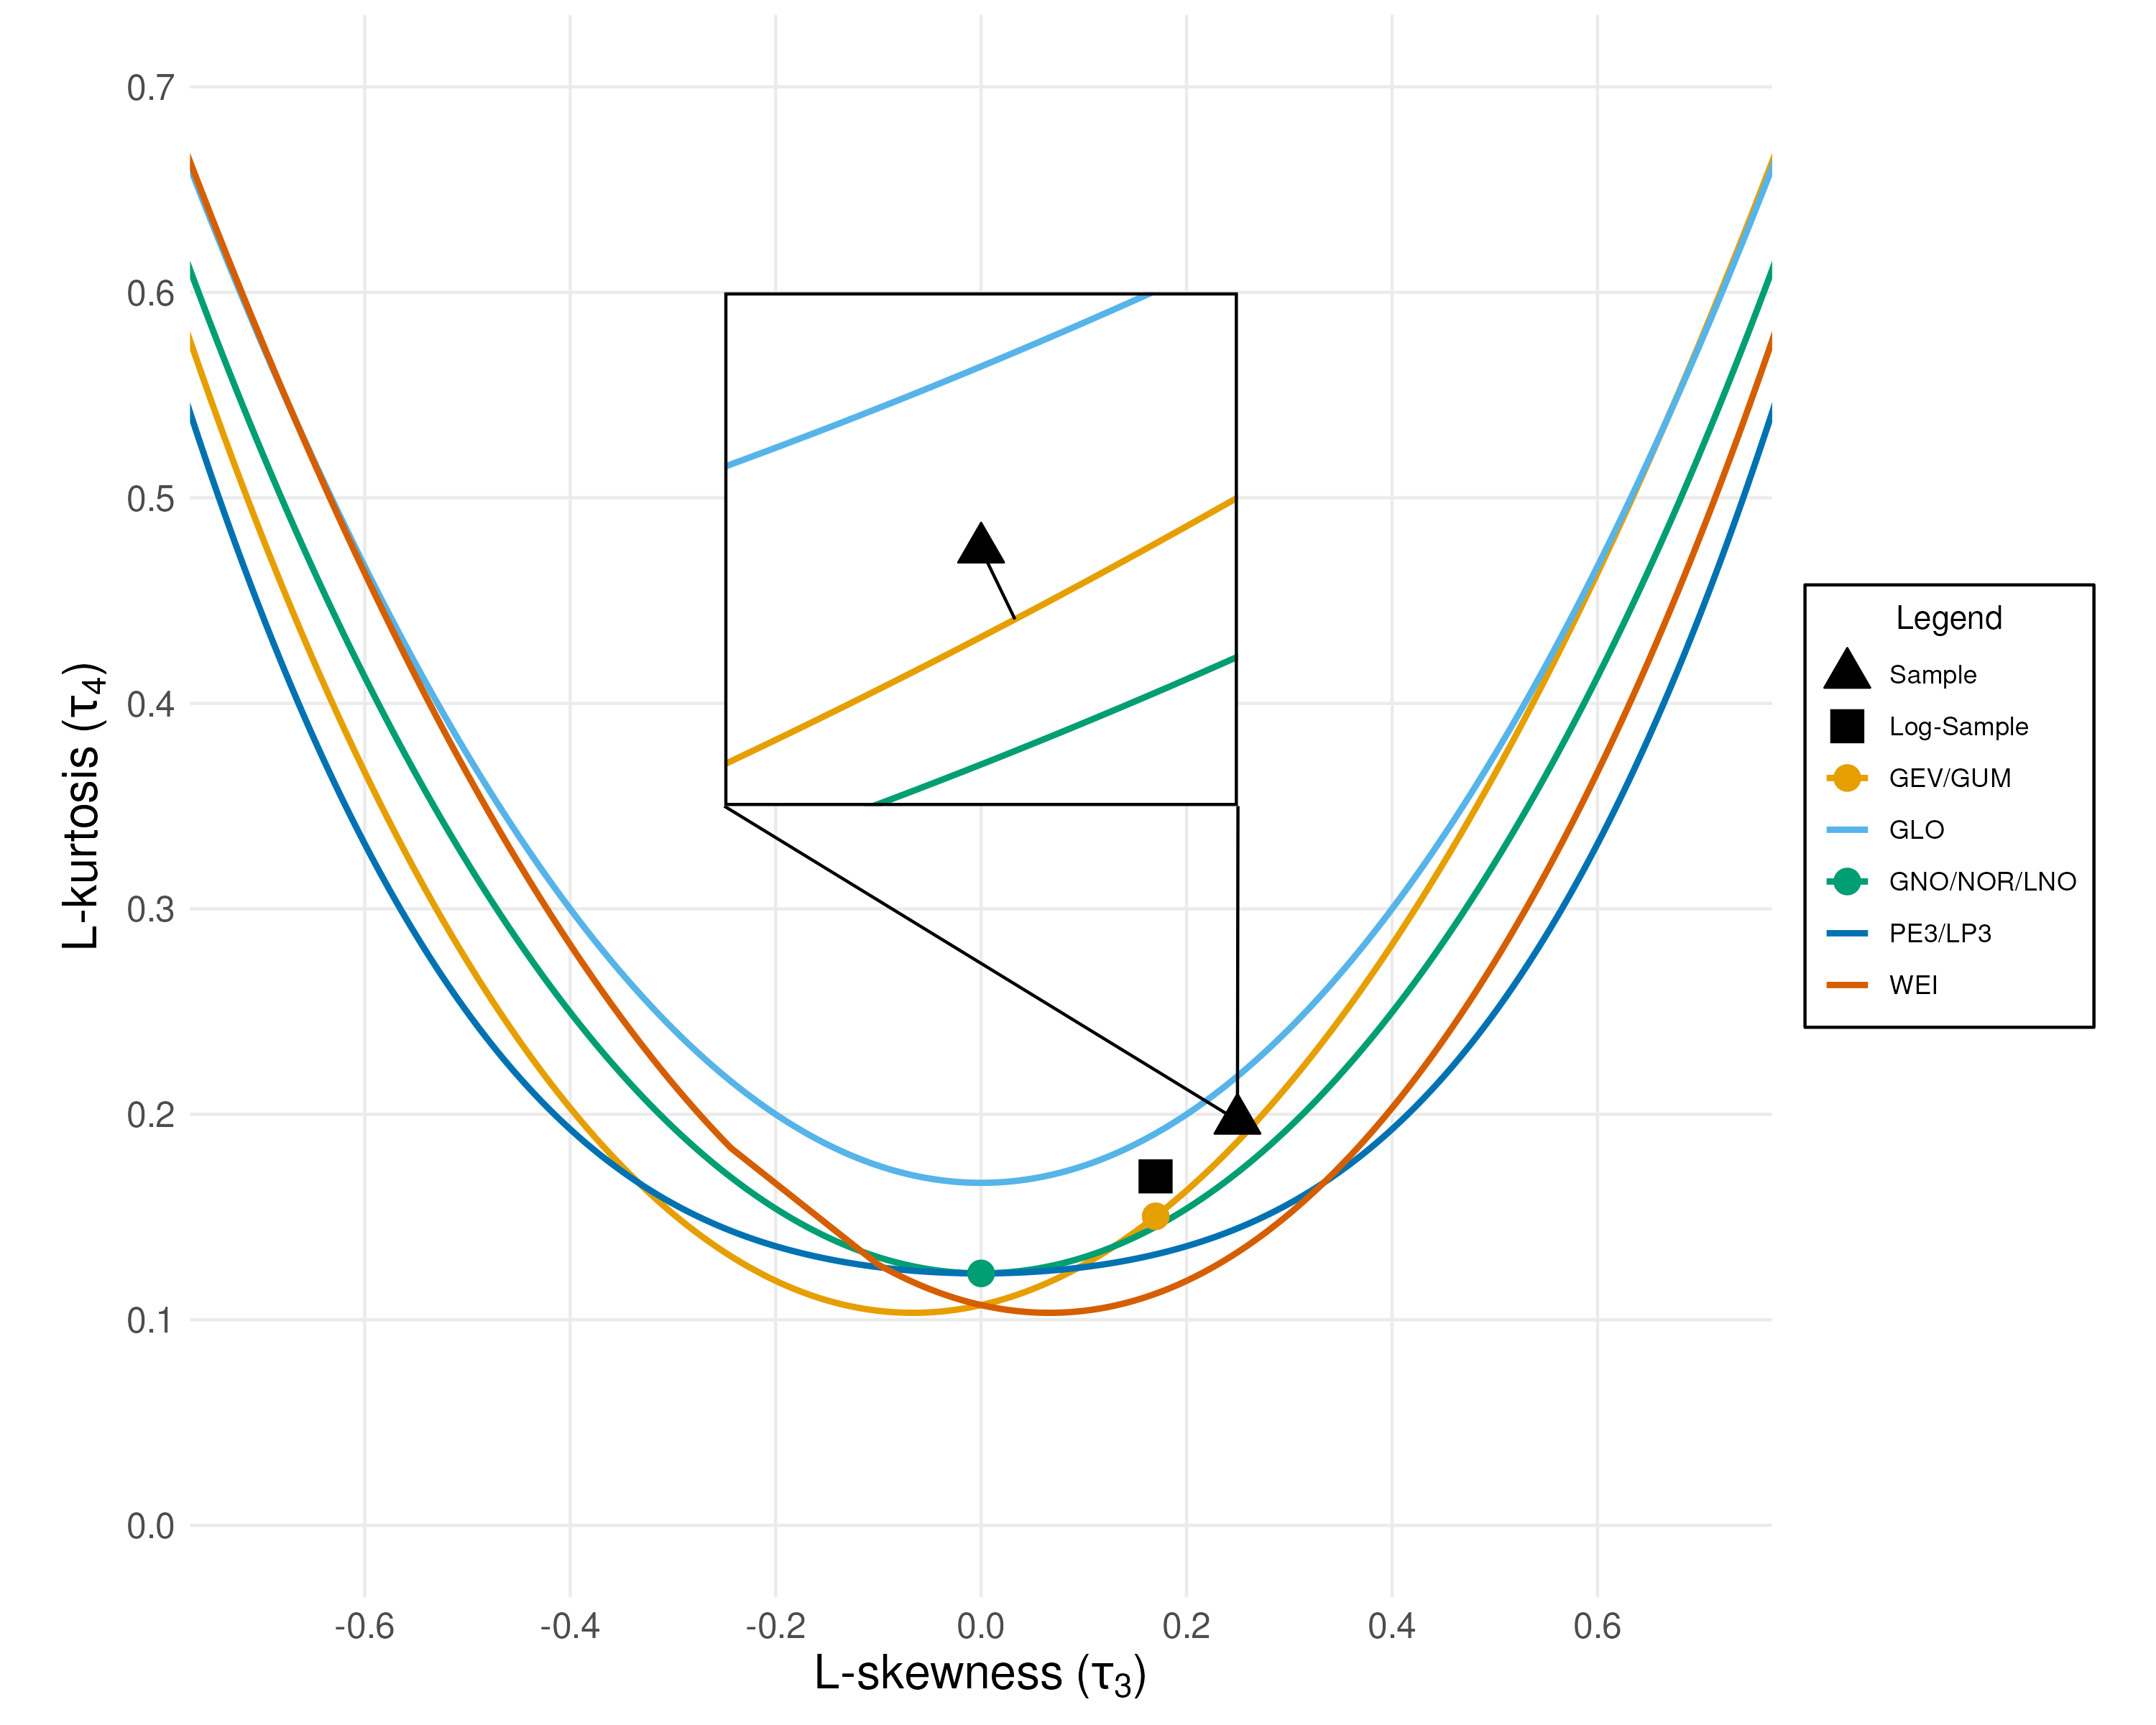 0.7
0.6
0.5
0.4
0.3
0.2
0.1
0.0
L-kurtosis (τ4)
-0.6
-0.4
-0.2
0.0
0.2
0.4
0.6
L-skewness (τ3)
Legend
Sample
Log-Sample
GEV/GUM
GLO
GNO/NOR/LNO
PE3/LP3
WEI